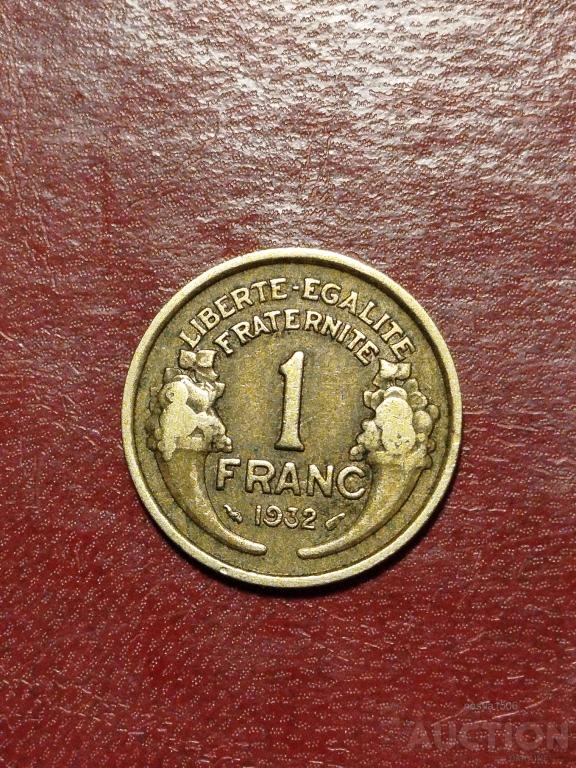 LIBERTE-EGALITE
FRATERNITE
1
FRANC
1932
AUCTION